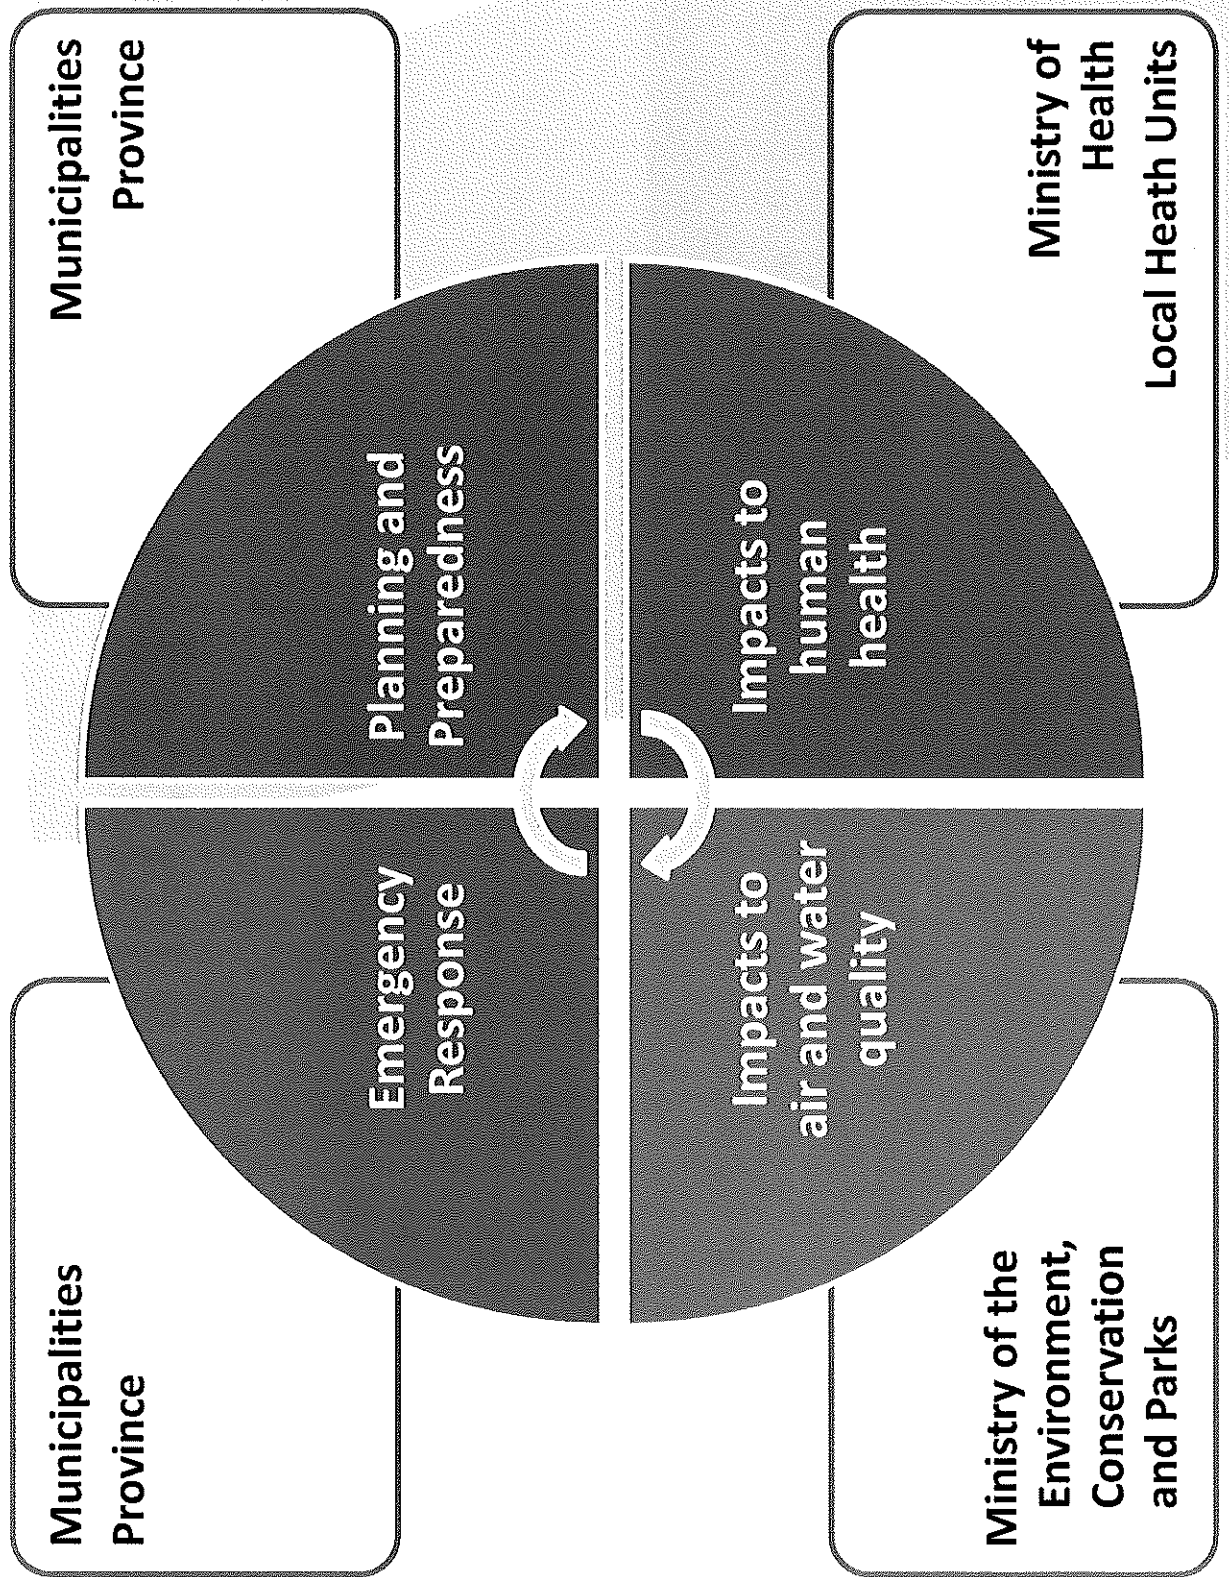 Municipalities
Province
Municipalities
Province
Emergency
Response
Planning and
Preparedness
Impacts to
air and water
quality
Impacts to
human
health
Ministry of the
Environment,
Conservation
and Parks
Ministry of
Health
Local Heath Units